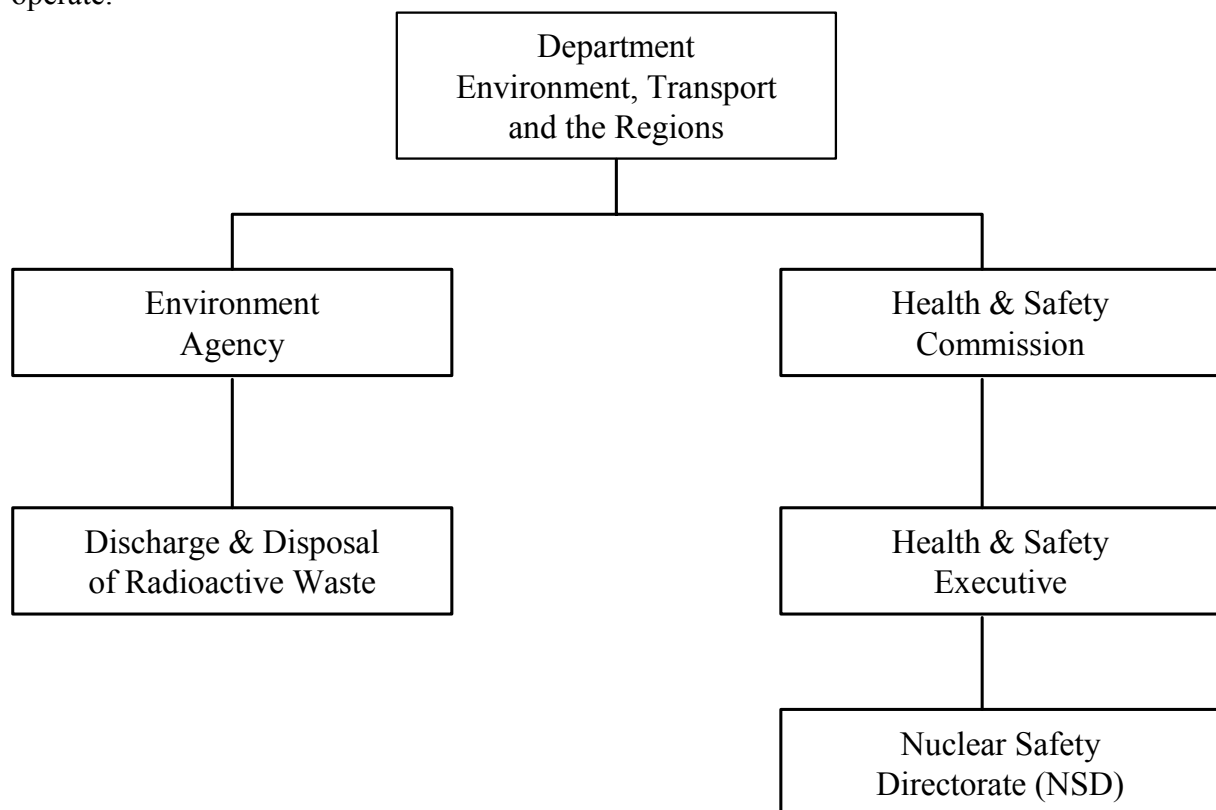 operate.
Department
Environment, Transport
and the Regions
Environment
Agency
Health & Safety
Commission
Discharge & Disposal
of Radioactive Waste
Health & Safety
Executive
Nuclear Safety
Directorate (NSD)